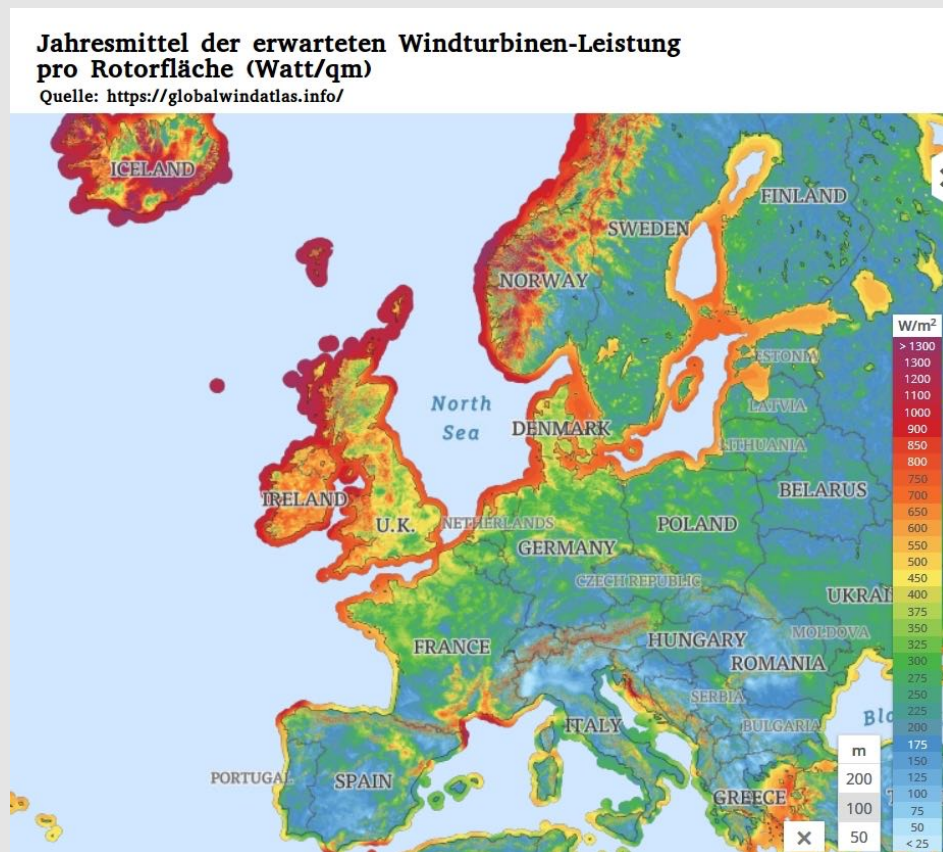 Jahresmittel der erwarteten Windturbinen-Leistung
pro Rotorfläche (Watt/qm)
Quelle: https://globalwindatlas.info/
ICELAND
FINLAND
SWEDEN
NORWAY
ESTONIA
North
Sea
LATVIA
DENMARK
LITHUANIA
BELARUS
IRELAND
U.K.
NETHERLANDS
POLAND
GERMANY
CZECH REPUBLIC
UKRAI
MOLDOVA
FRANCE
HUNGARY
ROMANIA
SERBIA
ITALY
BULGARIA
Bla
PORTUGAL
SPAIN
GREECE
W/m²
> 1300
1300
1200
1100
1000
900
850
800
750
700
650
600
550
500
450
400
375
350
325
300
275
250
225
200
175
150
125
100
75
50
< 25
m
200
100
50